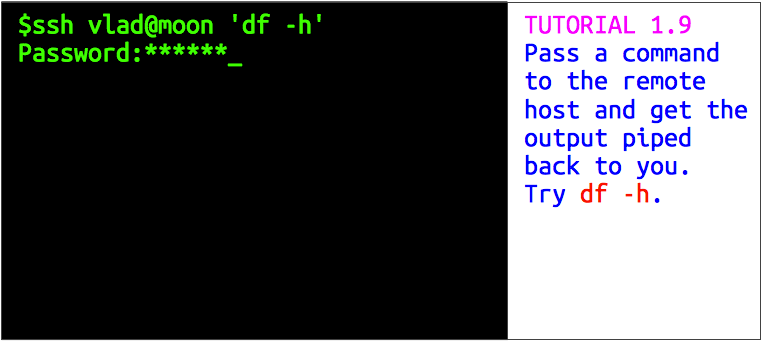 $ssh vlad@moon 'df -h'
Password:******_
TUTORIAL 1.9
Pass a command
to the remote
host and get the
output piped
back to you.
Try df -h.